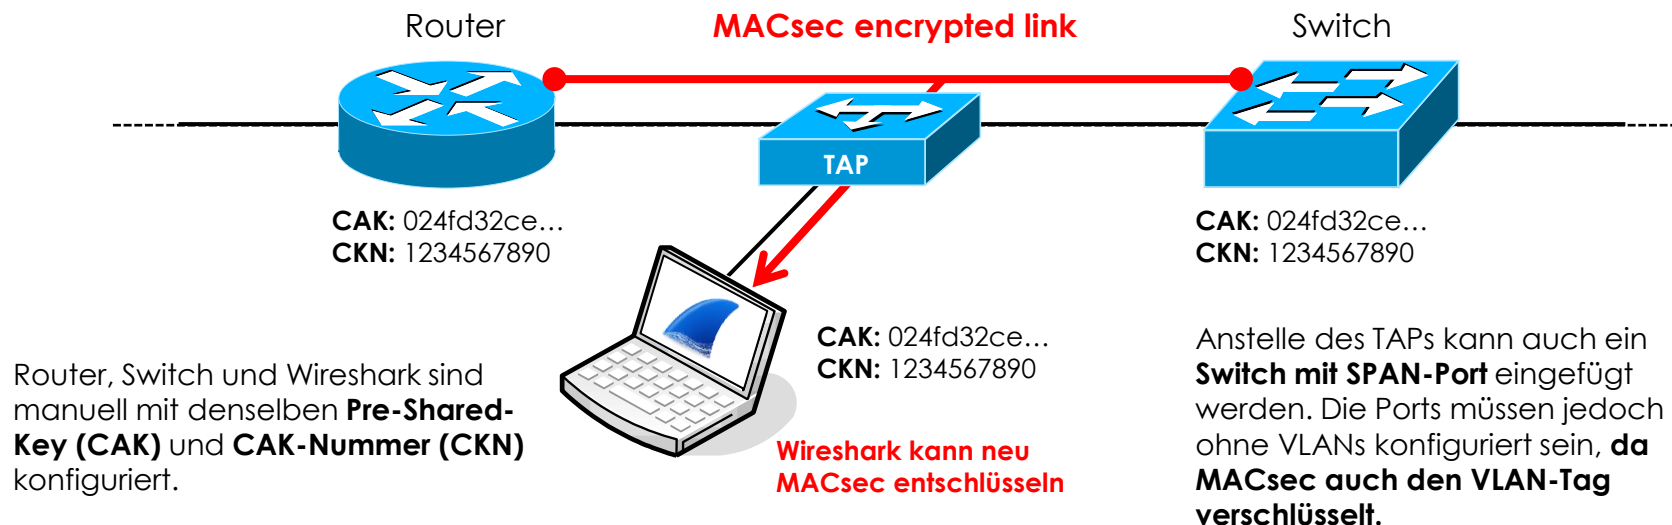 Router
MACsec encrypted link
Switch
TAP
CAK: 024fd32ce…
CKN: 1234567890
CAK: 024fd32ce…
CKN: 1234567890
CAK: 024fd32ce…
CKN: 1234567890
Router, Switch und Wireshark sind
manuell mit denselben Pre-Shared-
Key (CAK) und CAK-Nummer (CKN)
konfiguriert.
Wireshark kann neu
MACsec entschlüsseln
Anstelle des TAPs kann auch ein
Switch mit SPAN-Port eingefügt
werden. Die Ports müssen jedoch
ohne VLANs konfiguriert sein, da
MACsec auch den VLAN-Tag
verschlüsselt.